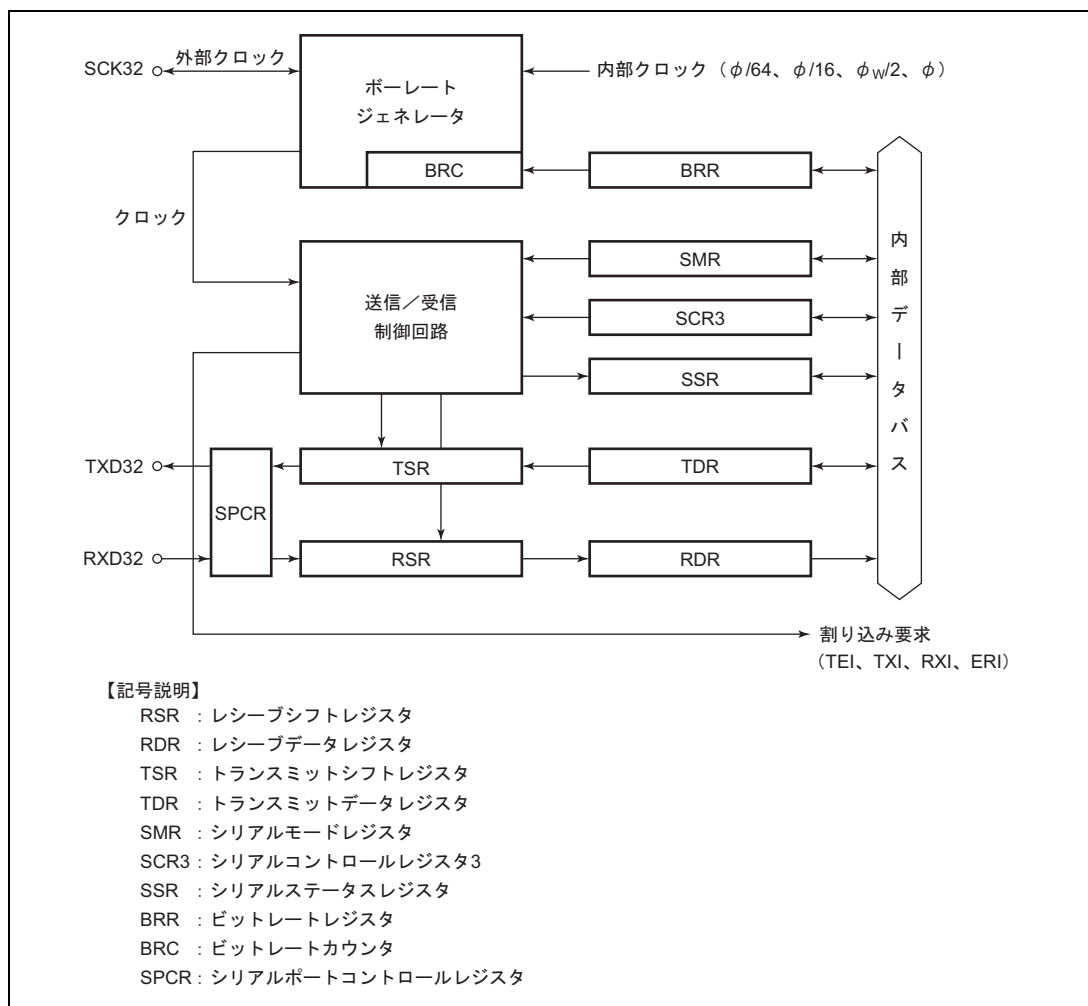 SCK32
外部クロック
ボーレート
ジェネレータ
内部クロック（φ/64、φ/16、φW/2、φ）
BRC
BRR
クロック
送信／受信
制御回路
SMR
SCR3
SSR
内部データバス
TXD32
SPCR
TSR
TDR
RXD32
RSR
RDR
割り込み要求
（TEI、TXI、RXI、ERI）
【記号説明】
RSR ：レシーブシフトレジスタ
RDR ：レシーブデータレジスタ
TSR ：トランスミットシフトレジスタ
TDR ：トランスミットデータレジスタ
SMR ：シリアルモードレジスタ
SCR3：シリアルコントロールレジスタ3
SSR ：シリアルステータスレジスタ
BRR ：ビットレートレジスタ
BRC ：ビットレートカウンタ
SPCR：シリアルポートコントロールレジスタ